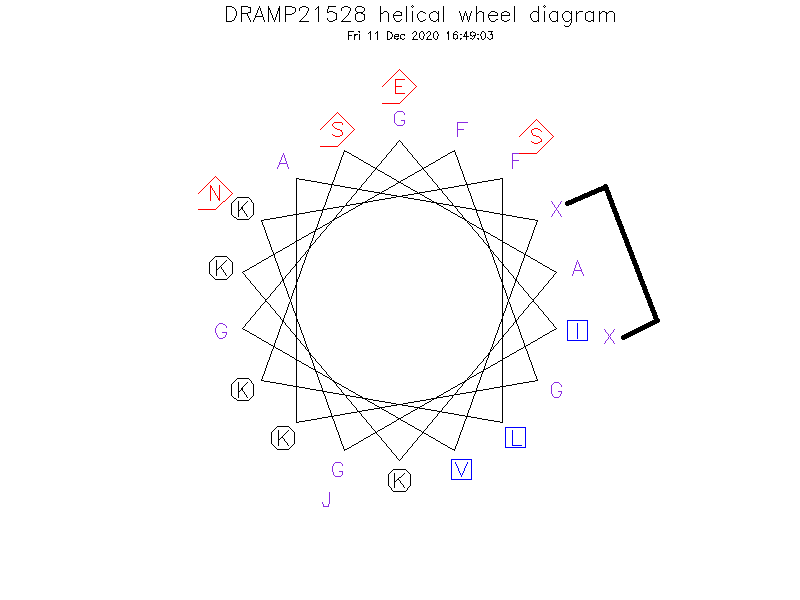 DRAMP21528 helical wheel diagram
Fri 11 Dec 2020 16:49:03
E
G
S
F
S
A
F
N
K
X
K
A
G
I
X
K
G
K
L
G
V
K
J